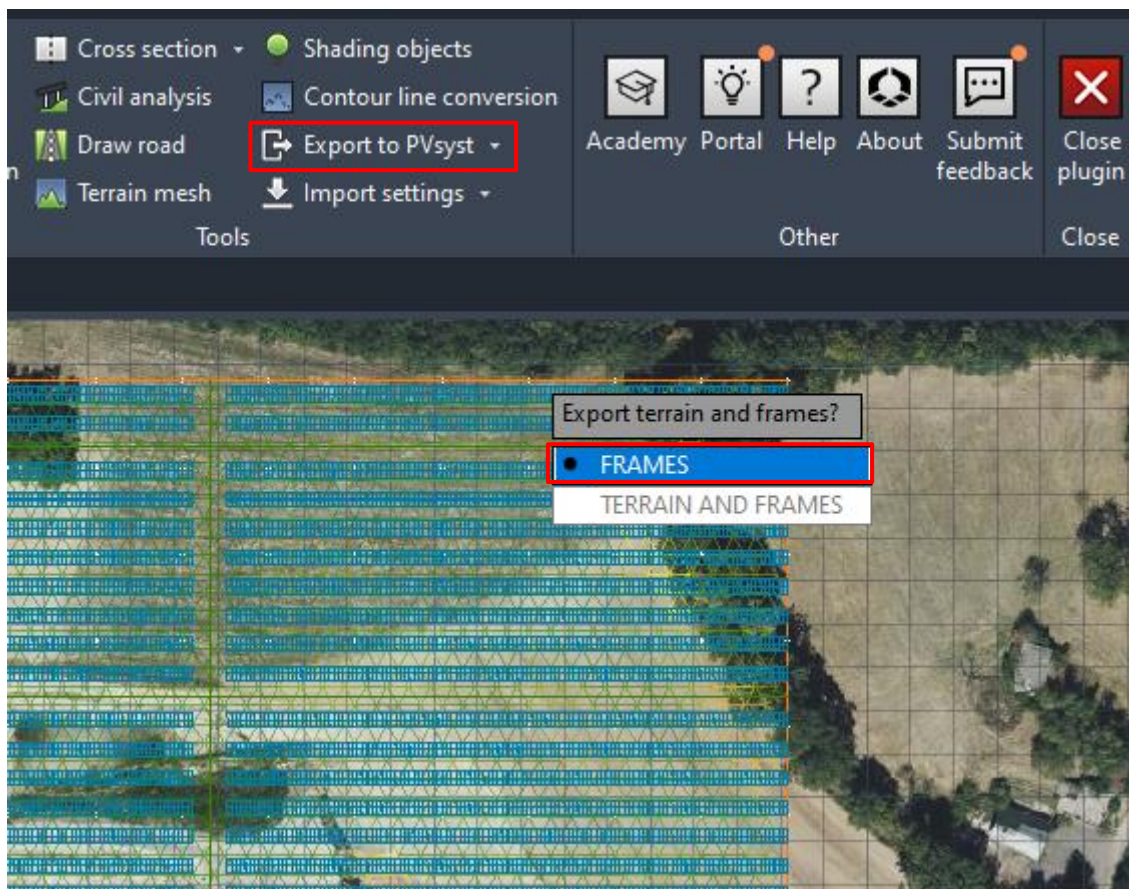 Cross section
Shading objects
Civil analysis
Contour line conversion
Draw road
Export to PVsyst
n
Terrain mesh
Import settings
Tools
Academy
Portal
?
Help
About
Submit
feedback
Other
Close
plugin
Close
Export terrain and frames?
FRAMES
TERRAIN AND FRAMES